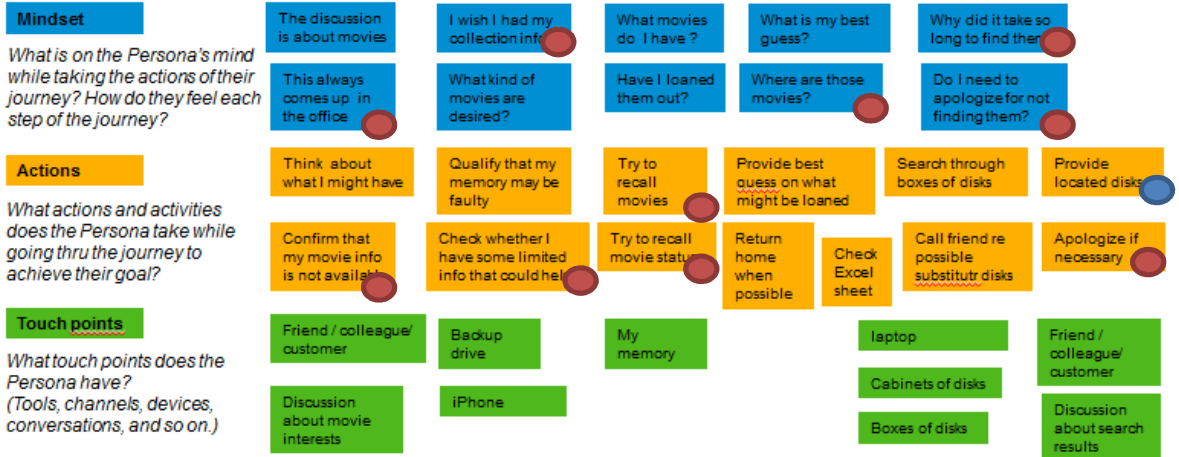 Mindset
What is on the Persona's mind
while taking the actions of their
journey? How do they feel each
step of the journey?
The discussion
is about movies
I wish I had my
collection info
What movies
do I have ?
What is my best
guess?
Why did it take so
long to find them
This always
comes up in
the office
What kind of
movies are
desired?
Have I loaned
them out?
Where are those
movies?
Do I need to
apologize for not
finding them?
Actions
What actions and activities
does the Persona take while
going thru the journey to
achieve their goal?
Think about
what I might have
Qualify that my
memory may be
faulty
Try to
recall
movies
Provide best
quess on what
might be loaned
Search through
boxes of disks
Provide
located disks
Confirm that
my movie info
is not available
Check whether I
have some limited
info that could help
Try to recall
movie status
Return
home
when
possible
Check
Excel
sheet
Call friend re
possible
substitutr disks
Apologize if
necessary
Touch points
What touch points does the
Persona have?
(Tools, channels, devices,
conversations, and so on.)
Friend / colleague/
customer
Backup
drive
My
memory
laptop
Friend /
colleague/
customer
Discussion
about movie
interests
iPhone
Cabinets of disks
Boxes of disks
Discussion
about search
results